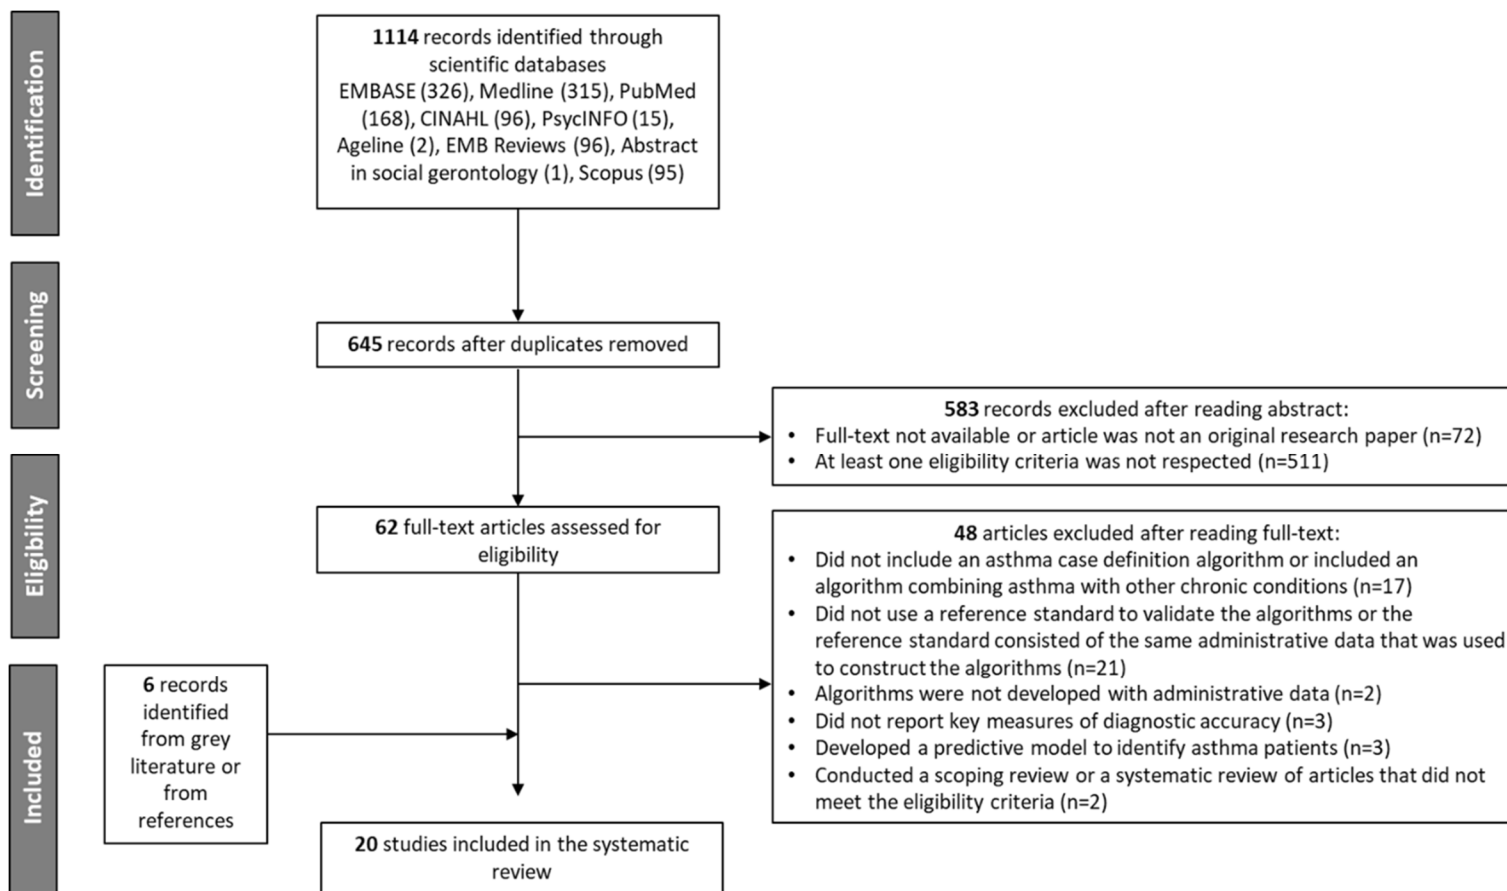 Identification
1114 records identified through
scientific databases
EMBASE (326), Medline (315), PubMed
(168), CINAHL (96), PsycINFO (15),
Ageline (2), EMB Reviews (96), Abstract
in social gerontology (1), Scopus (95)
Screening
645 records after duplicates removed
583 records excluded after reading abstract:
• Full-text not available or article was not an original research paper (n=72)
• At least one eligibility criteria was not respected (n=511)
Eligibility
62 full-text articles assessed for
eligibility
48 articles excluded after reading full-text:
• Did not include an asthma case definition algorithm or included an
algorithm combining asthma with other chronic conditions (n=17)
• Did not use a reference standard to validate the algorithms or the
reference standard consisted of the same administrative data that was used
to construct the algorithms (n=21)
• Algorithms were not developed with administrative data (n=2)
• Did not report key measures of diagnostic accuracy (n=3)
• Developed a predictive model to identify asthma patients (n=3)
• Conducted a scoping review or a systematic review of articles that did not
meet the eligibility criteria (n=2)
Included
6 records
identified
from grey
literature or
from
references
20 studies included in the systematic
review